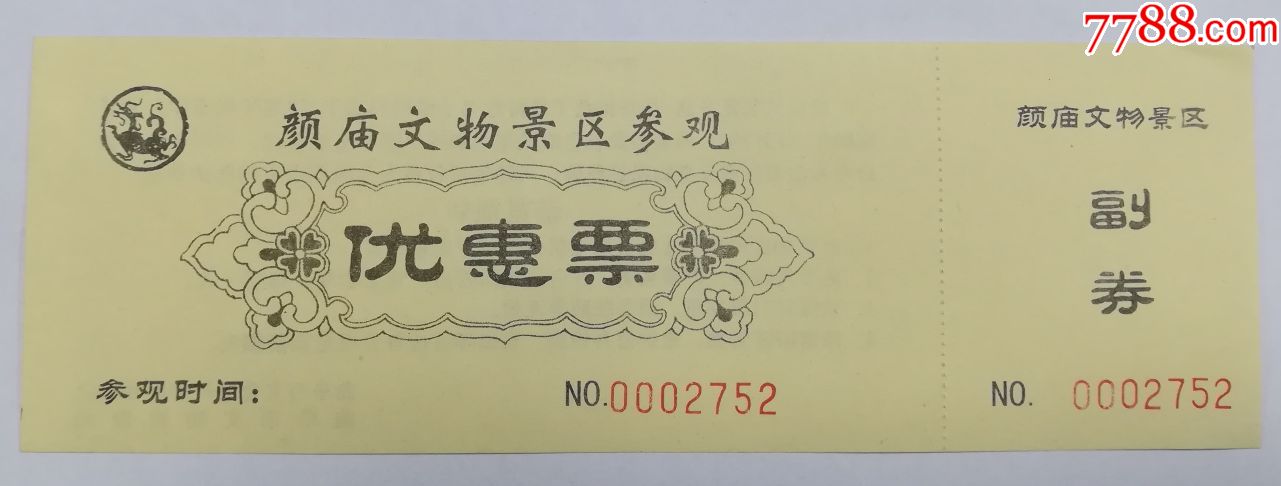 7788.com
颜庙文物景区参观
优惠票
参观时间：
NO.0002752
颜庙文物景区
副
券
NO. 0002752